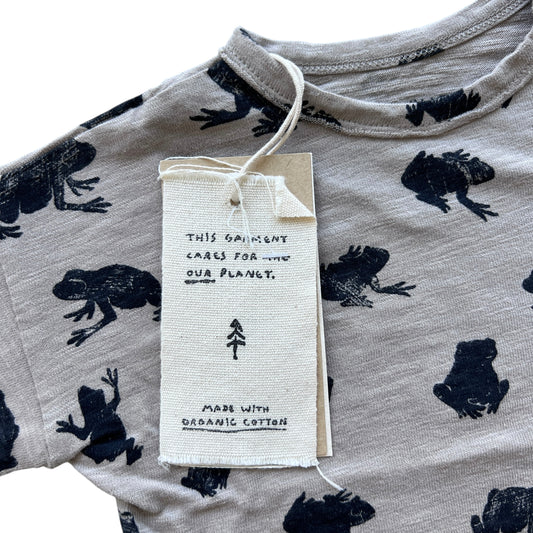 THIS GARMENT
CARES FOR THE
OUR PLANET.
MADE WITH
ORGANIC COTTON